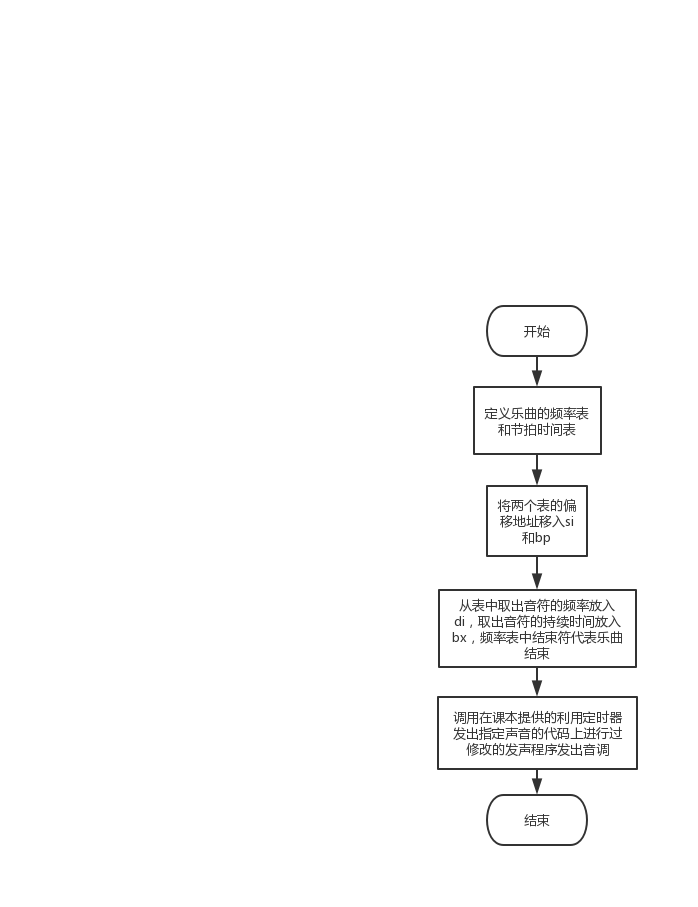 开始
定义乐曲的频率表
和节拍时间表
将两个表的偏
移地址移入si
和bp
从表中取出音符的频率放入
di，取出音符的持续时间放入
bx，频率表中结束符代表乐曲
结束
调用在课本提供的利用定时器
发出指定声音的代码上进行过
修改的发声程序发出音调
结束